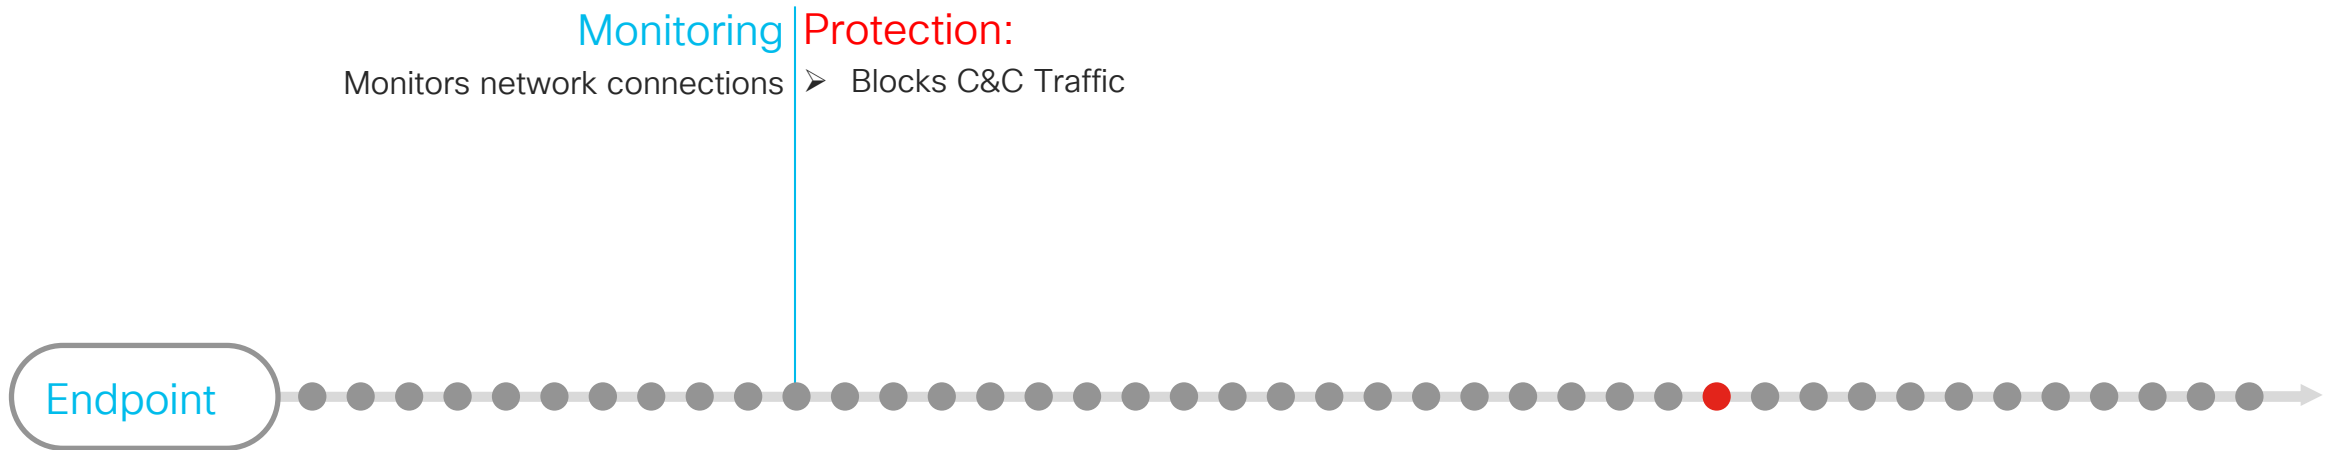 Monitoring
Monitors network connections
Protection:
➢ Blocks C&C Traffic
Endpoint